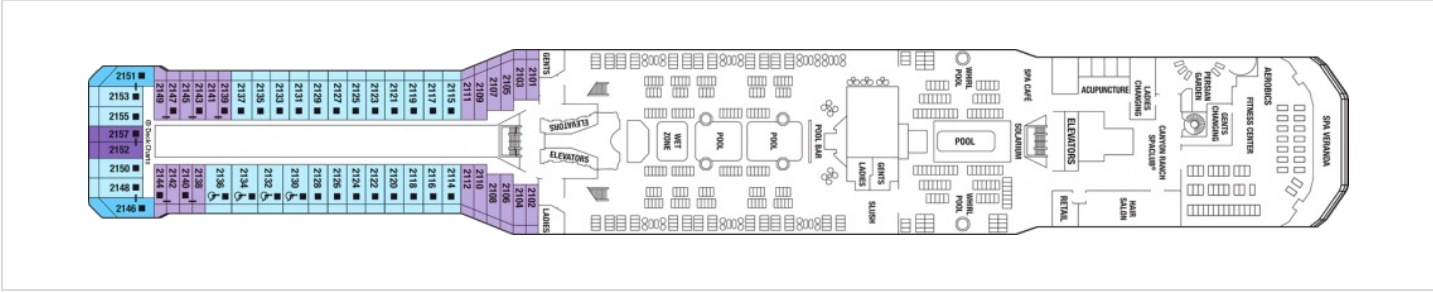 2151
2153
2155
2157
2152
2150
2148
2146
© Deck Charts
2149
2147
2145
2143
2141
2139
2137
2135
2133
2131
2129
2127
2125
2123
2121
2119
2117
2115
2111
2109
2107
2105
2103
2101
2144
2142
2140
2138
2136
2134
2132
2130
2128
2126
2124
2122
2120
2118
2116
2114
2112
2110
2108
2106
2104
2102
GENTS
LADIES
ELEVATORS
ELEVATORS
WET
ZONE
POOL
POOL
POOL BAR
LADIES
GENTS
SLUSH
WHIRL
POOL
POOL
WHIRL
POOL
SOLARIUM
SPA CAFÉ
ELEVATORS
ACUPUNCTURE
LADIES
CHANGING
CANYON RANCH
SPACLUB®
RETAIL
HAIR
SALON
PERSIAN
GARDEN
GENTS
CHANGING
AEROBICS
FITNESS CENTER
SPA VERANDA